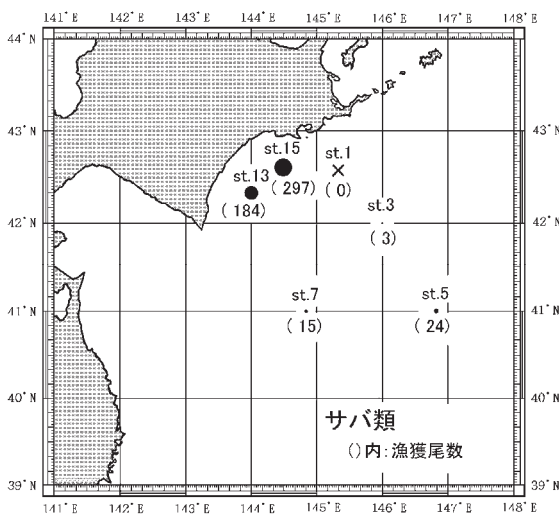 141°E 142°E 143°E 144°E 145°E 146°E 147°E 148°E
44°N 44°N
43°N 43°N
st.15 st.1
st.13
(297) (0)
(184)
st.3
42°N 42°N
(3)
st.7 st.5
41°N 41°N
(15) (24)
40°N 40°N
サバ類
()内:漁獲尾数
39°N 39°N
141°E 142°E 143°E 144°E 145°E 146°E 147°E 148°E